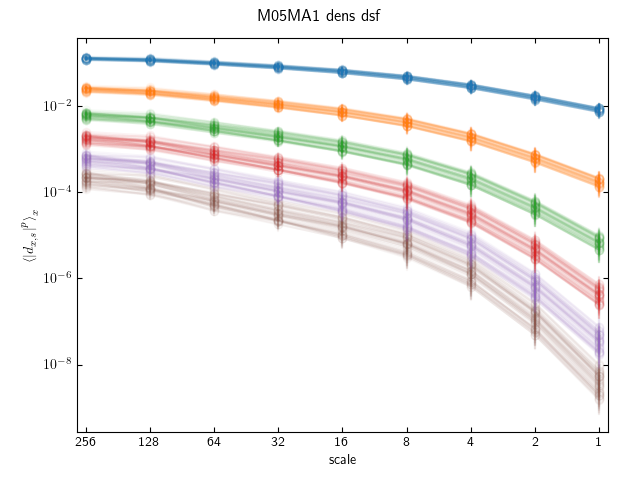 M05MA1 dens dsf
⟨|d_{x,s}|^p⟩_x
10^{-2}
10^{-4}
10^{-6}
10^{-8}
256 128 64 32 16 8 4 2 1
scale